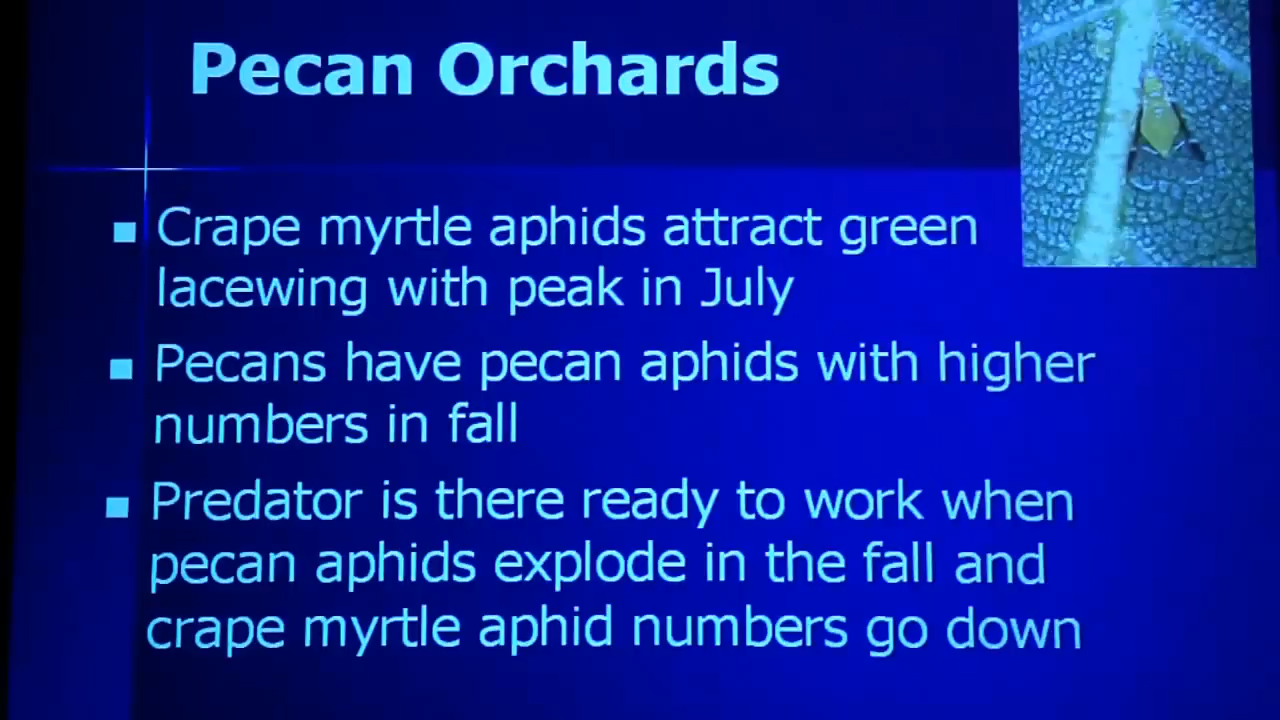 Pecan Orchards
Crape myrtle aphids attract green
lacewing with peak in July
Pecans have pecan aphids with higher
numbers in fall
Predator is there ready to work when
pecan aphids explode in the fall and
crape myrtle aphid numbers go down